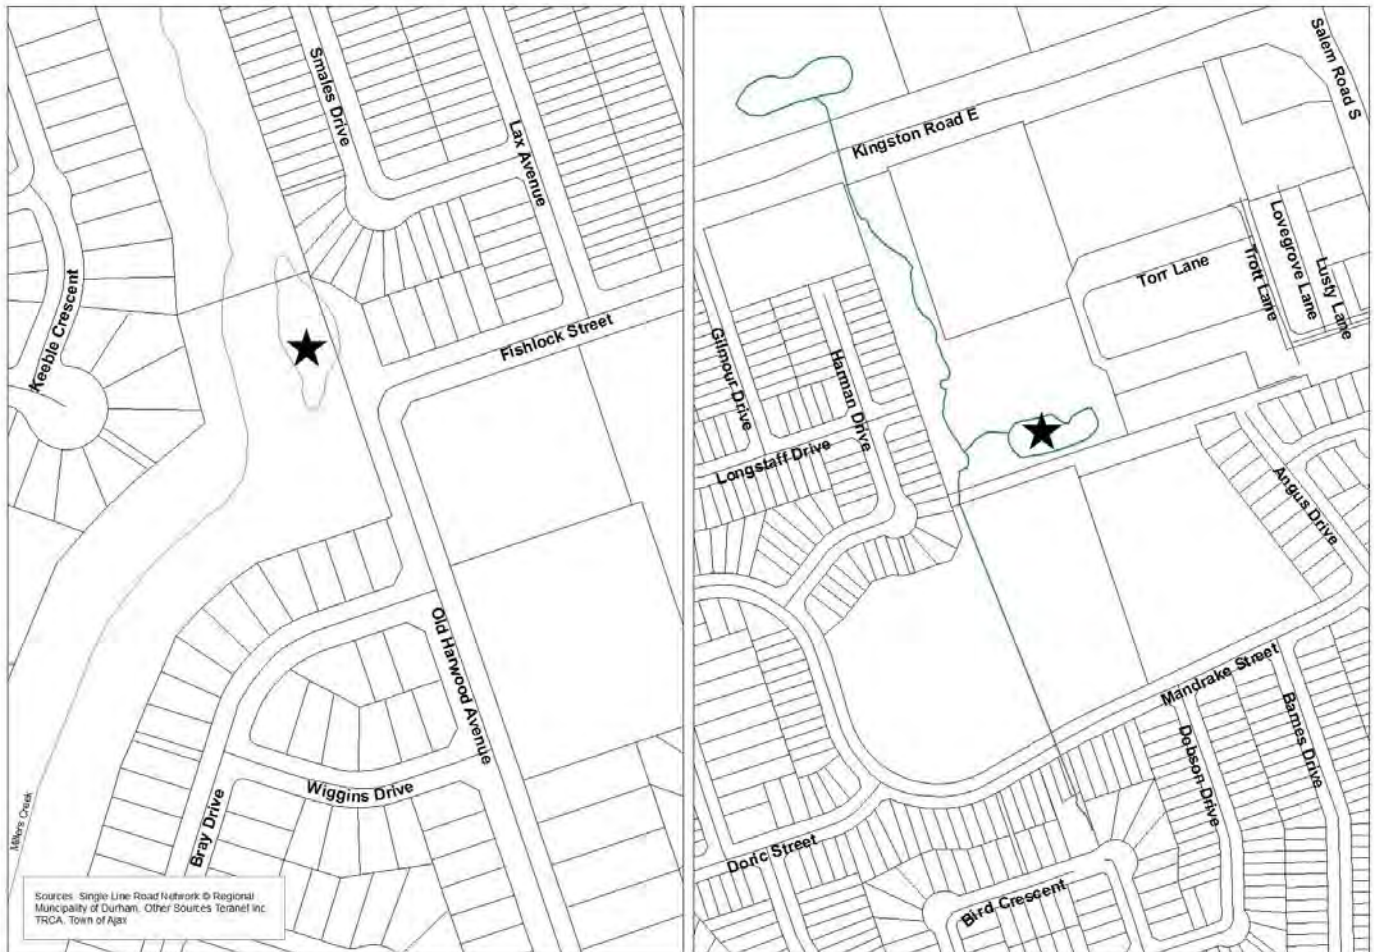 Smales Drive
Lax Avenue
Keeble Crescent
Fishlock Street
Old Harwood Avenue
Wiggins Drive
Bray Drive
Millers Creek
Sources: Single Line Road Network © Regional
Municipality of Durham. Other Sources Teranet Inc.
TRCA, Town of Ajax
Salem Road S
Kingston Road E
Lovegrove Lane
Lusty Lane
Trott Lane
Torr Lane
Gilmour Drive
Harman Drive
Longstaff Drive
Angus Drive
Mandrake Street
Barnes Drive
Dobson Drive
Doric Street
Bird Crescent